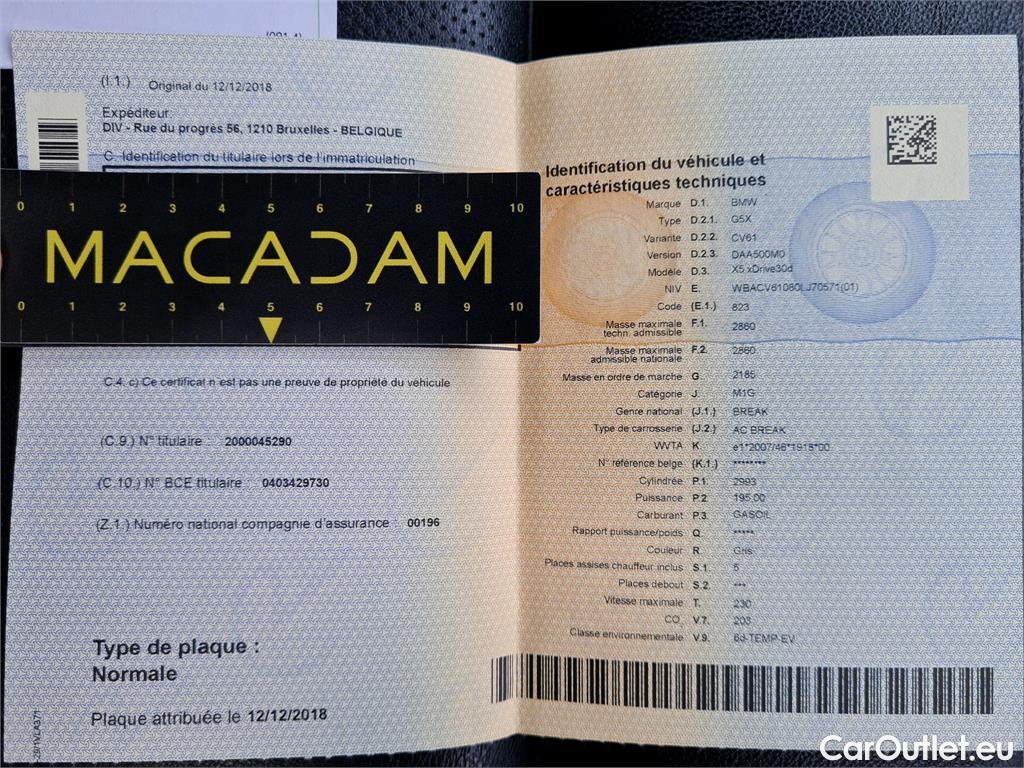 (I.1.) Original du 12/12/2018
Expéditeur:
DIV - Rue du progrès 56, 1210 Bruxelles - BELGIQUE
C. Identification du titulaire lors de l'immatriculation
0 1 2 3 4 5 6 7 8 9 10
MACADAM
0 1 2 3 4 5 6 7 8 9 10
C.4. c) Ce certificat n est pas une preuve de propriété du véhicule
(C.9.) N° titulaire : 2000045290
(C.10.) N° BCE titulaire 0403429730
(Z.1.) Numéro national compagnie d'assurance : 00196
Type de plaque :
Normale
Plaque attribuée le 12/12/2018
Identification du véhicule et
caractéristiques techniques
Marque D.1. BMW
Type D.2.1. G5X
Variante D.2.2. CV61
Version D.2.3. DAA500M0
Modèle D.3. X5 xDrive30d
NIV E. WBACV61080LJ70571(01)
Code (E.1.) 823
Masse maximale
techn. admissible F.1. 2860
Masse maximale
admissible nationale F.2. 2860
Masse en ordre de marche G. 2185
Catégorie J. M1G
Genre national (J.1.) BREAK
Type de carrosserie (J.2.) AC BREAK
WVTA K. e1*2007/46*1918*00
N° référence belge (K.1.) ********
Cylindrée P.1. 2993
Puissance P.2. 195.00
Carburant P.3. GASOIL
Rapport puissance/poids Q. *****
Couleur R. Gris
Places assises chauffeur inclus S.1. 5
Places debout S.2. ***
Vitesse maximale T. 230
CO₂ V.7. 203
Classe environnementale V.9. 6d-TEMP-EV
CarOutlet.eu